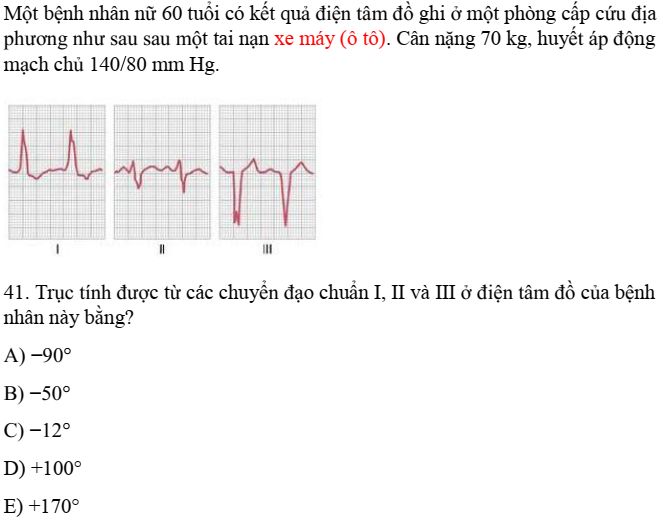 Một bệnh nhân nữ 60 tuổi có kết quả điện tâm đồ ghi ở một phòng cấp cứu địa
phương như sau sau một tai nạn xe máy (ô tô). Cân nặng 70 kg, huyết áp động
mạch chủ 140/80 mm Hg.
I II III
41. Trục tính được từ các chuyển đạo chuẩn I, II và III ở điện tâm đồ của bệnh
nhân này bằng?
A) −90°
B) −50°
C) −12°
D) +100°
E) +170°